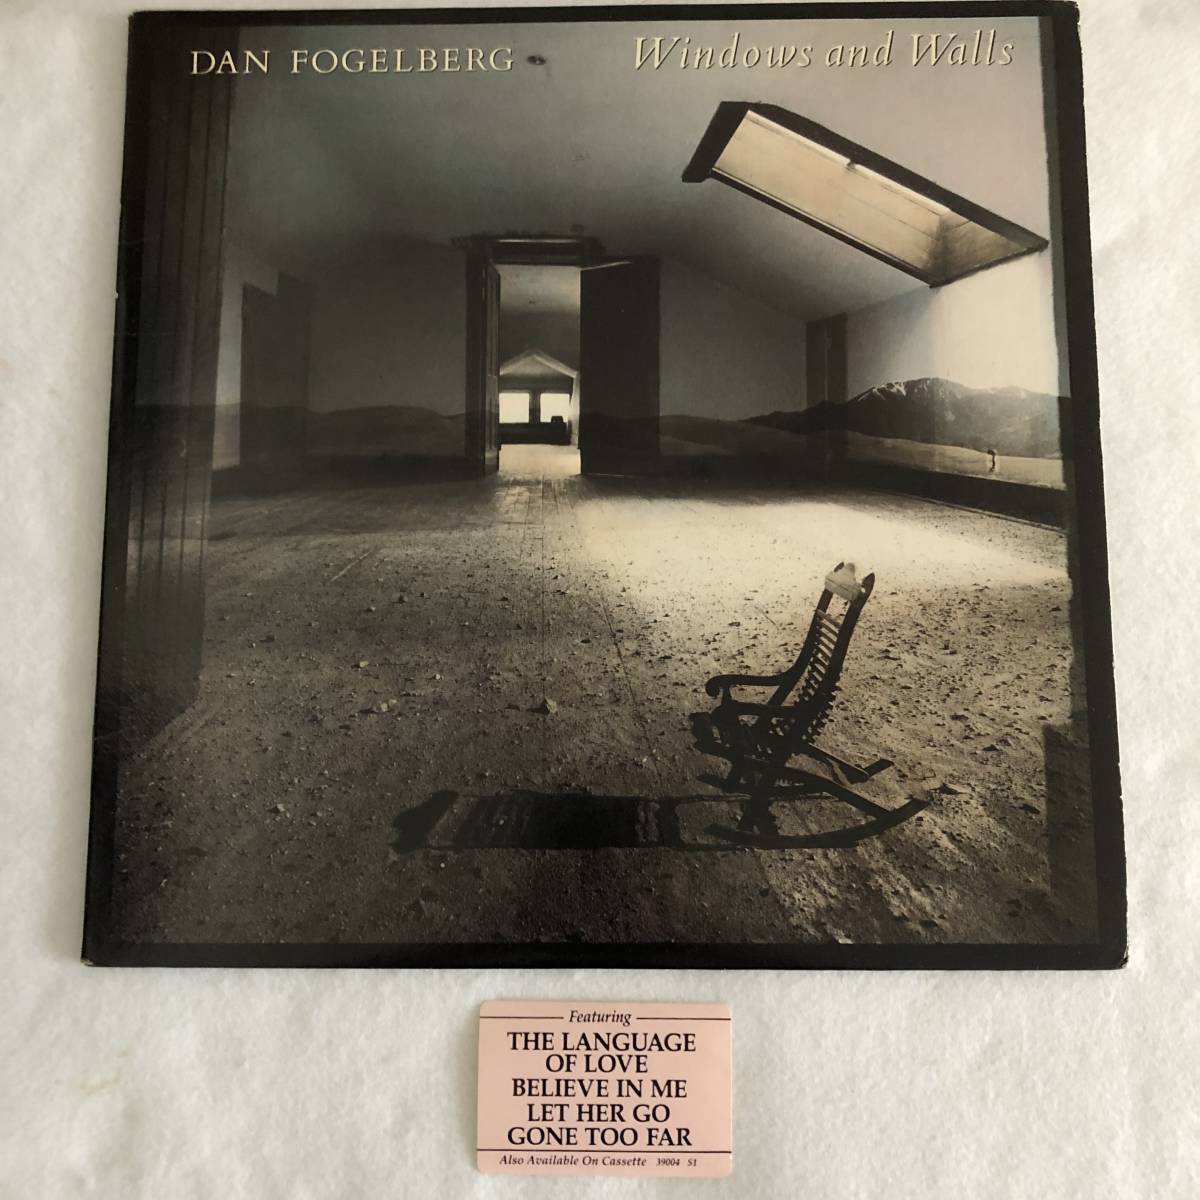 DAN FOGELBERG Windows and Walls
Featuring
THE LANGUAGE
OF LOVE
BELIEVE IN ME
LET HER GO
GONE TOO FAR
Also Available On Cassette 39004 S1